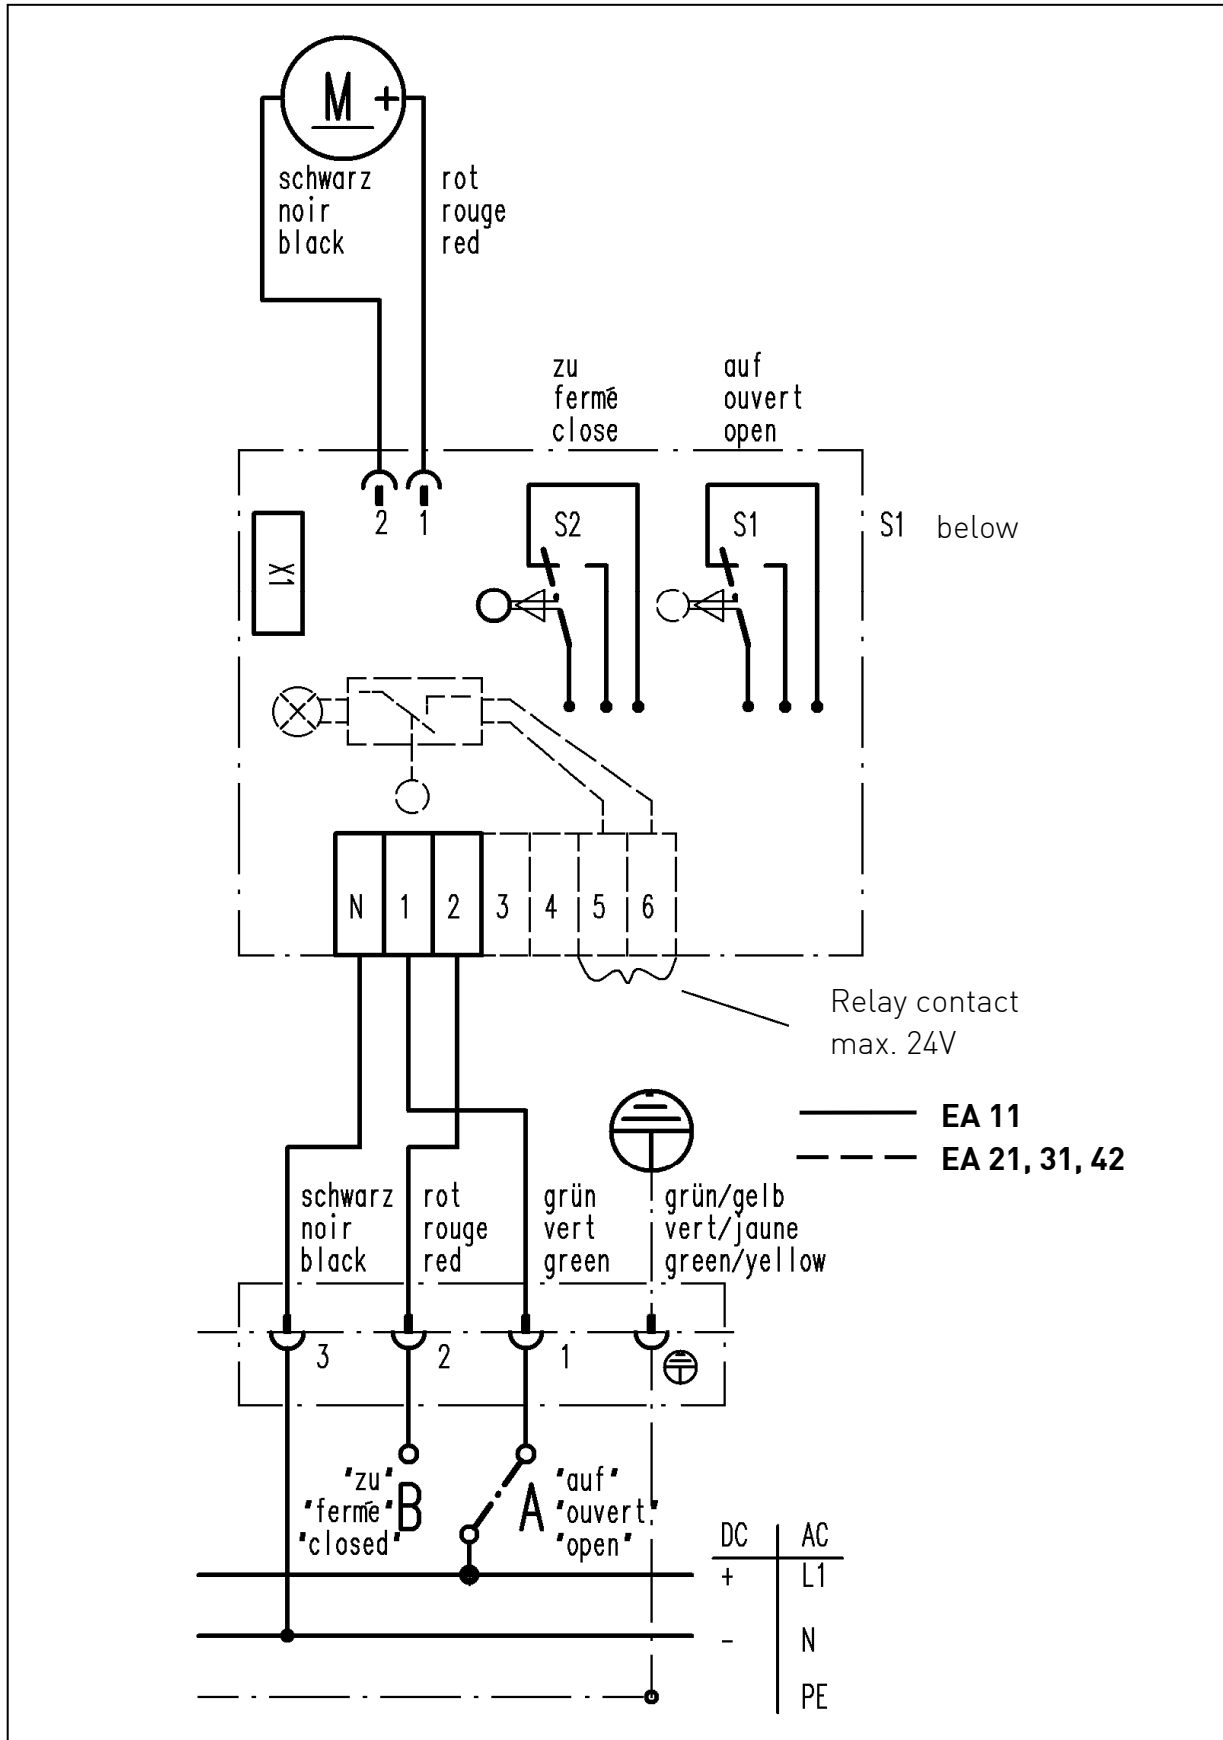 M +
schwarz
noir
black
rot
rouge
red
zu
fermé
close
auf
ouvert
open
2 1
S2
S1
S1 below
X1
N 1 2 3 4 5 6
Relay contact
max. 24V
EA 11
EA 21, 31, 42
schwarz
noir
black
rot
rouge
red
grün
vert
green
grün/gelb
vert/jaune
green/yellow
3 2 1
"zu"
"fermé"
"closed"
B
A
"auf"
"ouvert"
"open"
DC AC
+ L1
- N
PE